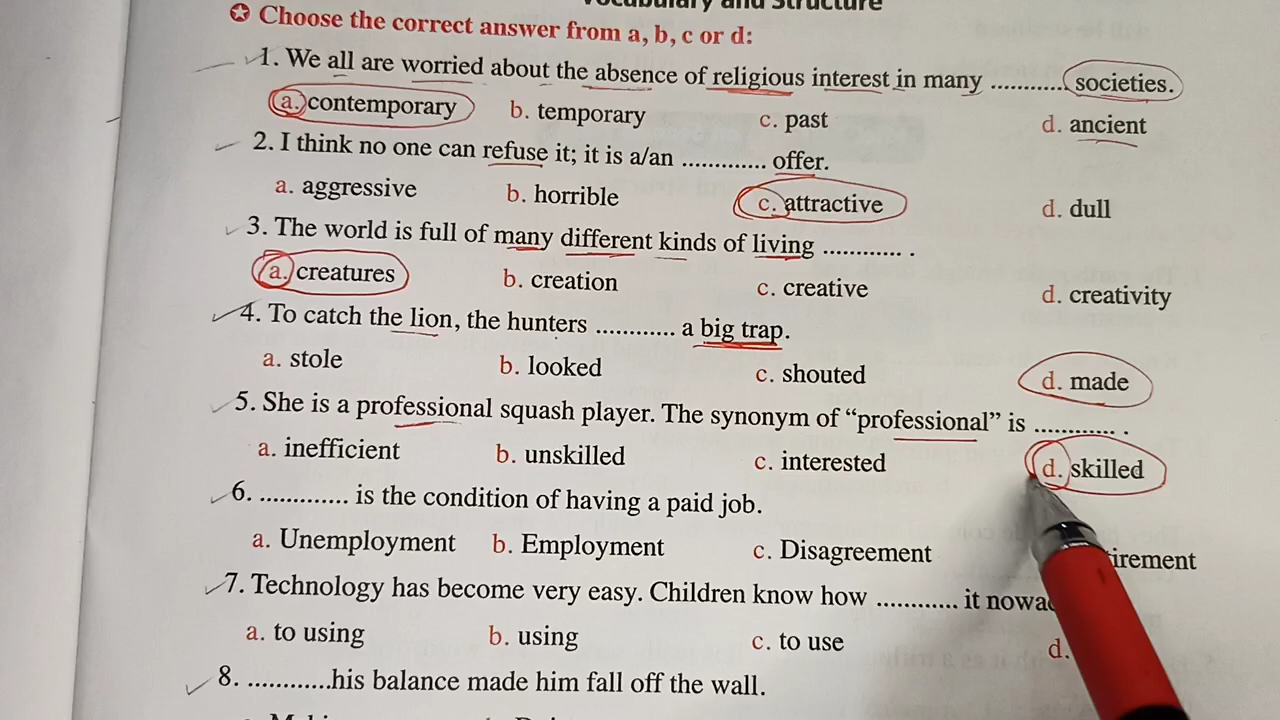 Vocabulary and Structure
Choose the correct answer from a, b, c or d:
1. We all are worried about the absence of religious interest in many ............ societies.
a. contemporary b. temporary c. past d. ancient
2. I think no one can refuse it; it is a/an ............. offer.
a. aggressive b. horrible c. attractive d. dull
3. The world is full of many different kinds of living ............ .
a. creatures b. creation c. creative d. creativity
4. To catch the lion, the hunters ............ a big trap.
a. stole b. looked c. shouted d. made
5. She is a professional squash player. The synonym of “professional” is ............ .
a. inefficient b. unskilled c. interested d. skilled
6. ............. is the condition of having a paid job.
a. Unemployment b. Employment c. Disagreement irement
7. Technology has become very easy. Children know how ............ it nowa
a. to using b. using c. to use d.
8. ............his balance made him fall off the wall.